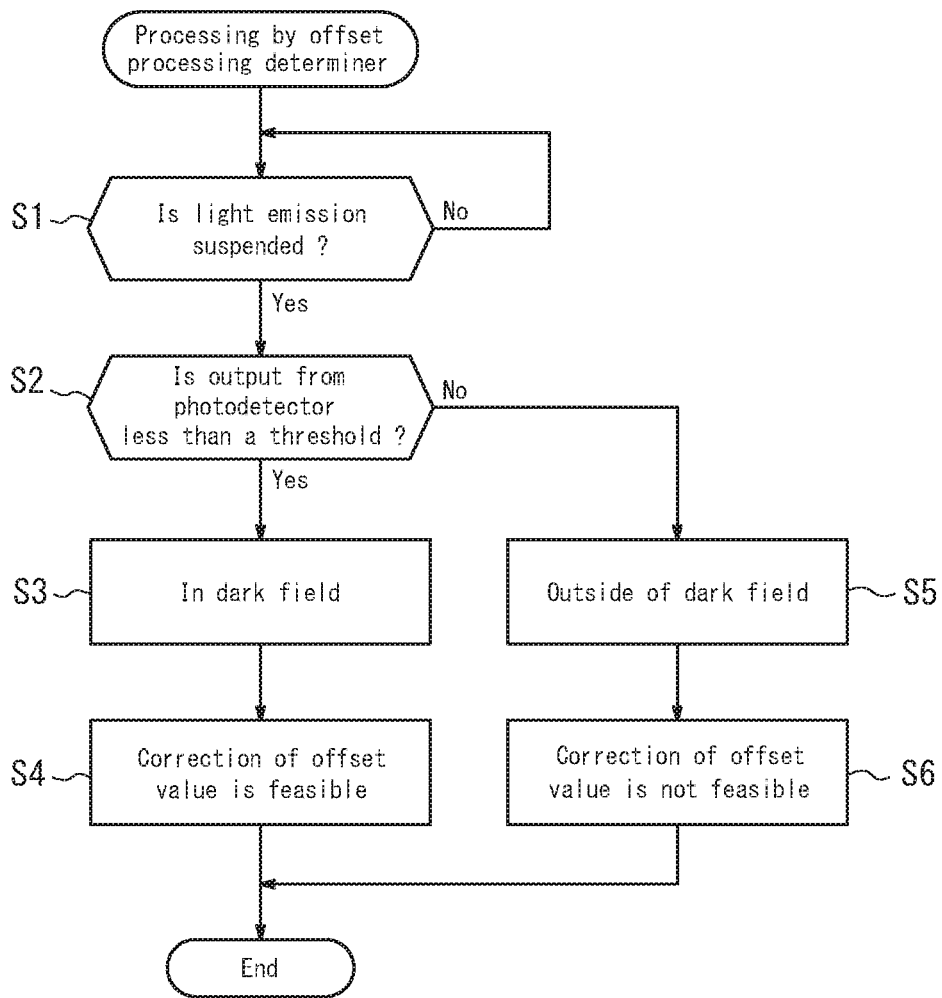 Processing by offset
processing determiner
S1
Is light emission
suspended ?
No
Yes
S2
Is output from
photodetector
less than a threshold ?
No
Yes
S3
In dark field
Outside of dark field
S5
S4
Correction of offset
value is feasible
Correction of offset
value is not feasible
S6
End